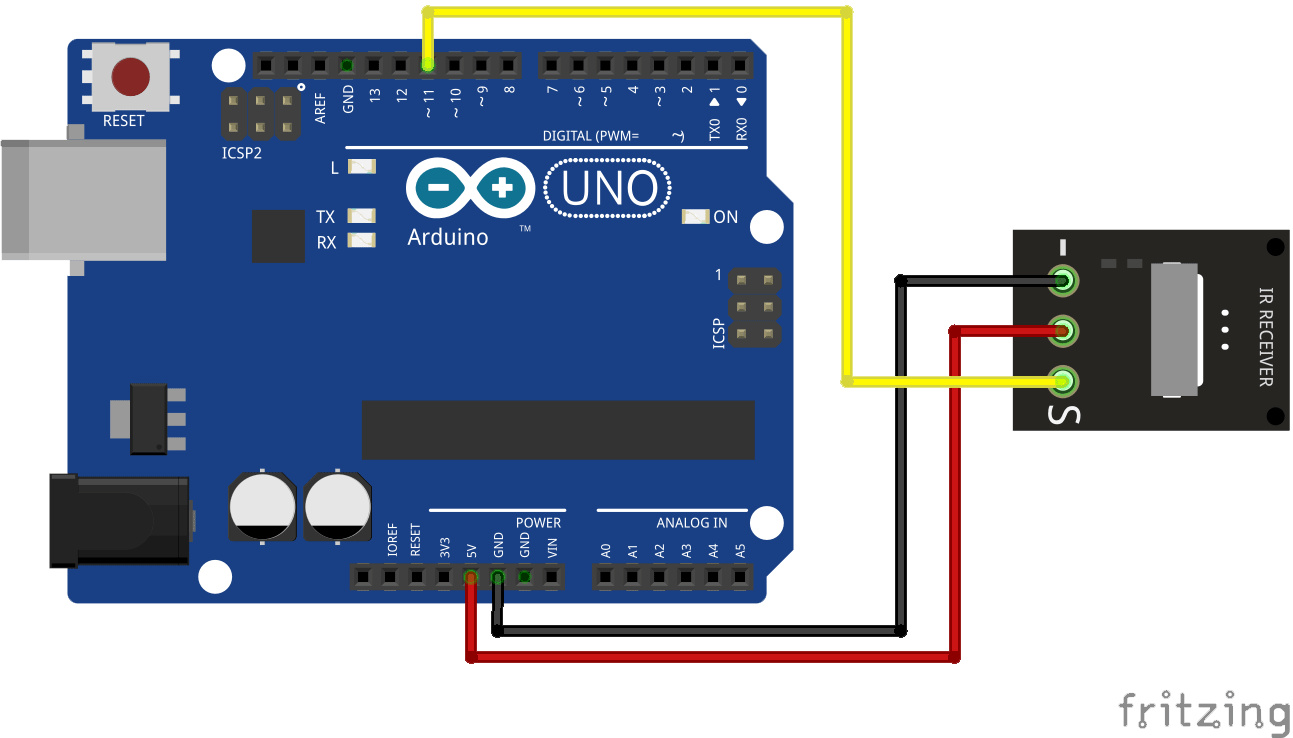 RESET
ICSP2
AREF
GND
13
12
~11
~10
~9
8
7
~6
~5
4
~3
2
TX0 ▶ 1
RX0 ◀ 0
DIGITAL (PWM= ~)
L
TX
RX
UNO
Arduino
TM
ON
1
ICSP
IOREF
RESET
3V3
5V
GND
GND
VIN
POWER
A0
A1
A2
A3
A4
A5
ANALOG IN
–
S
IR RECEIVER
fritzing